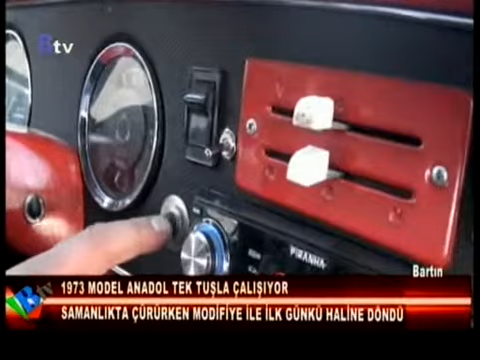 Btv
PIRANHA
Bartın
Btv
1973 MODEL ANADOL TEK TUŞLA ÇALIŞIYOR
SAMANLIKTA ÇÜRÜRKEN MODİFİYE İLE İLK GÜNKÜ HALİNE DÖNDÜ